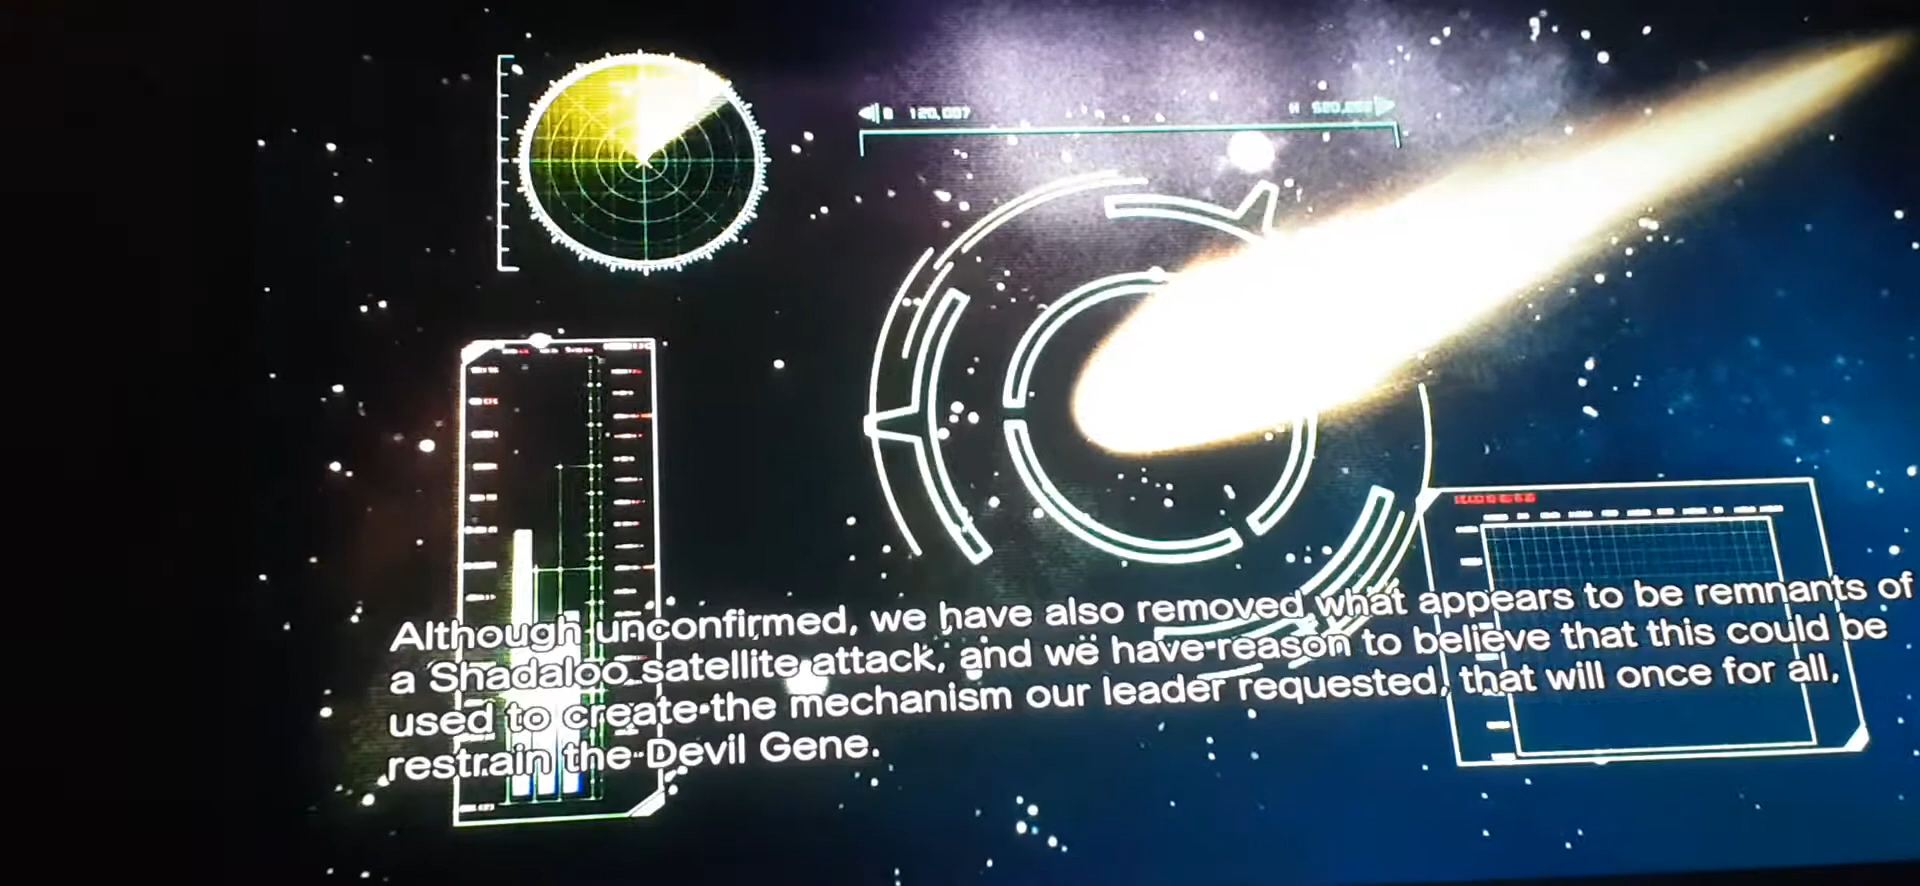 120,007
H
Although unconfirmed, we have also removed what appears to be remnants of
a Shadaloo satellite attack, and we have reason to believe that this could be
used to create the mechanism our leader requested, that will once for all,
restrain the Devil Gene.